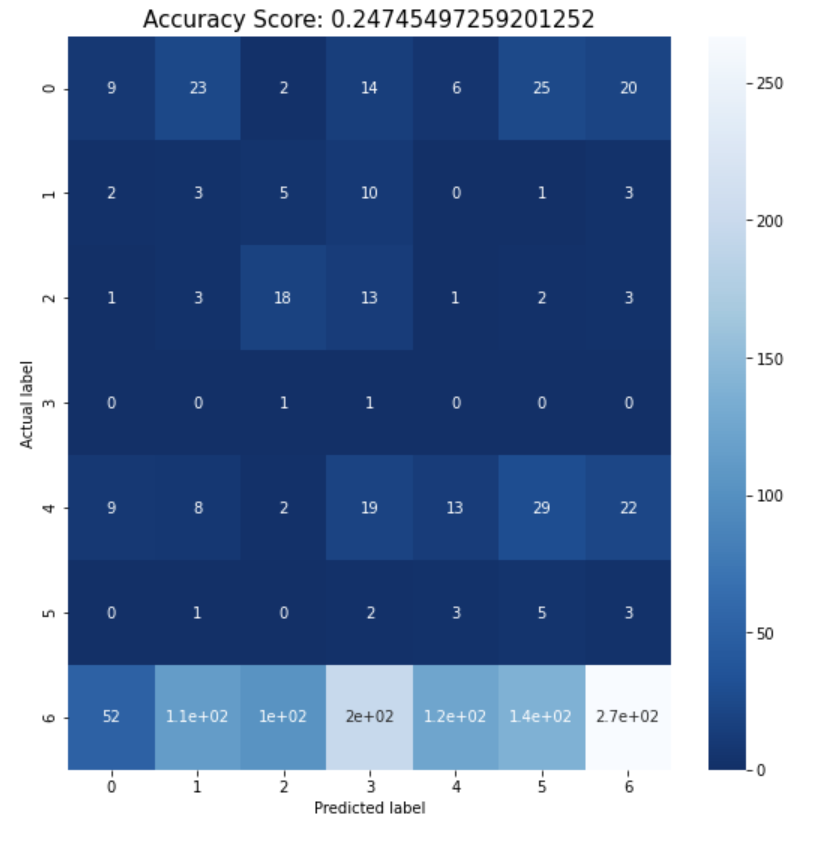 Accuracy Score: 0.24745497259201252
0 9 23 2 14 6 25 20
1 2 3 5 10 0 1 3
2 1 3 18 13 1 2 3
3 0 0 1 1 0 0 0
4 9 8 2 19 13 29 22
5 0 1 0 2 3 5 3
6 52 1.1e+02 1e+02 2e+02 1.2e+02 1.4e+02 2.7e+02
0 1 2 3 4 5 6
Actual label
Predicted label
250
200
150
100
50
0